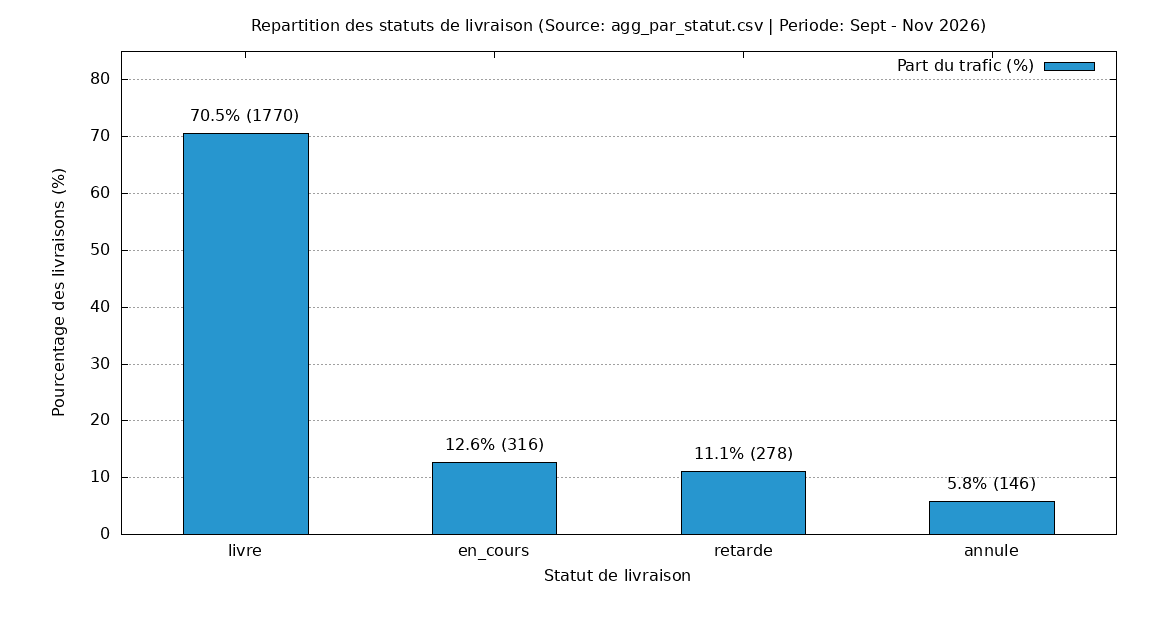 Repartition des statuts de livraison (Source: agg_par_statut.csv | Periode: Sept - Nov 2026)
Part du trafic (%)
Pourcentage des livraisons (%)
80
70
60
50
40
30
20
10
0
70.5% (1770)
12.6% (316)
11.1% (278)
5.8% (146)
livre
en_cours
retarde
annule
Statut de livraison